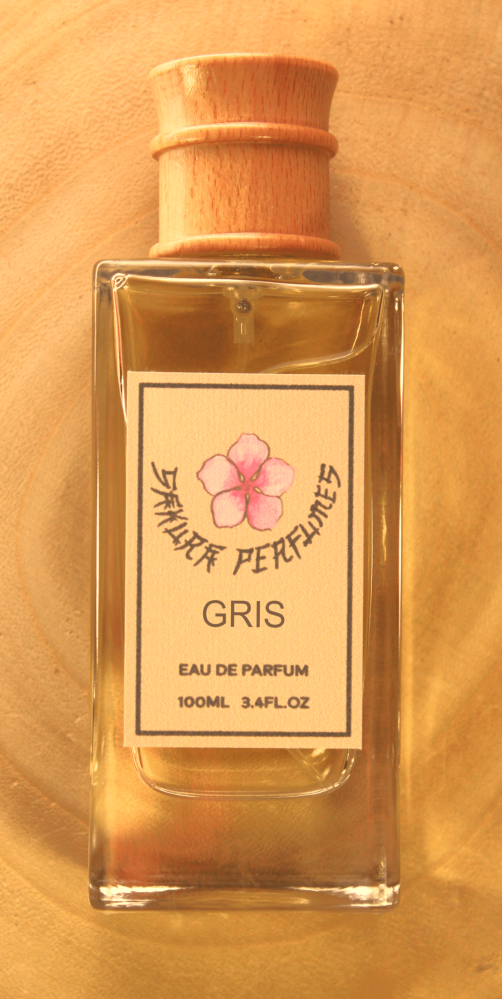 SAKURA PERFUMES
GRIS
EAU DE PARFUM
100ML 3.4FL.OZ